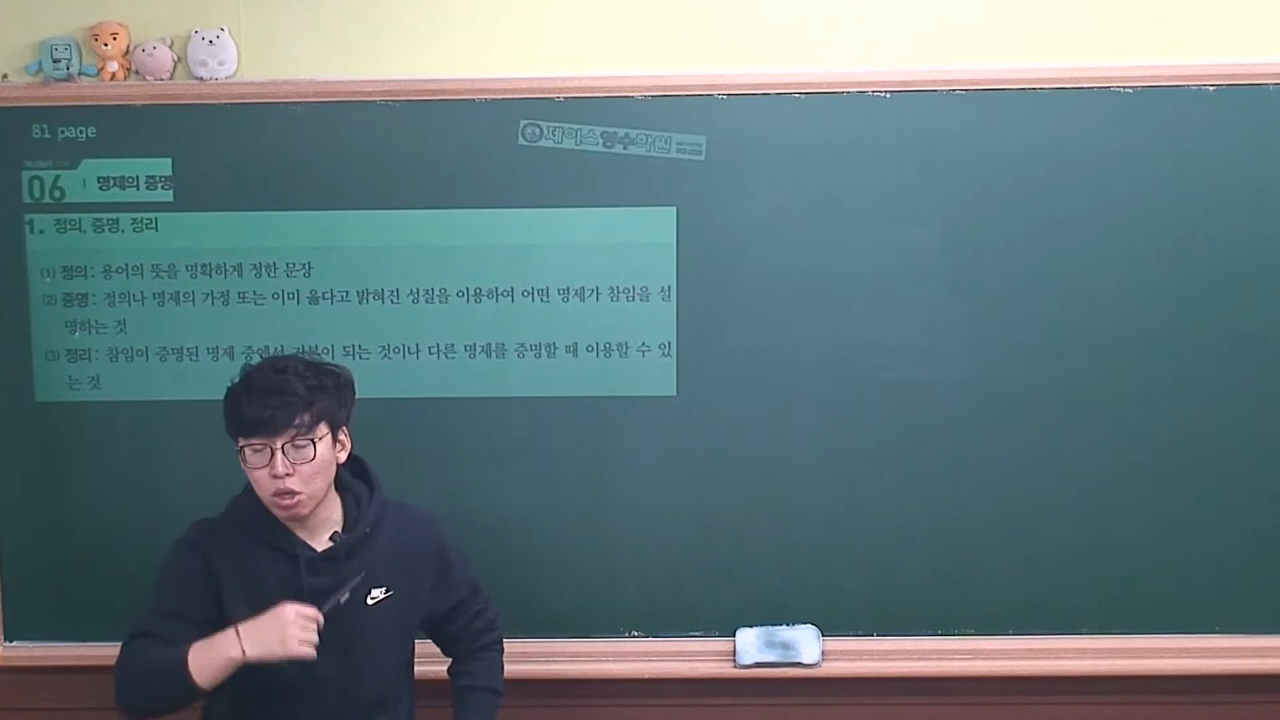 81 page
제이스영수학원
06 명제의 증명
1. 정의, 증명, 정리
(1) 정의: 용어의 뜻을 명확하게 정한 문장
(2) 증명: 정의나 명제의 가정 또는 이미 옳다고 밝혀진 성질을 이용하여 어떤 명제가 참임을 설
명하는 것
(3) 정리: 참임이 증명된 명제 중에서 기본이 되는 것이나 다른 명제를 증명할 때 이용할 수 있
는 것
NIKE